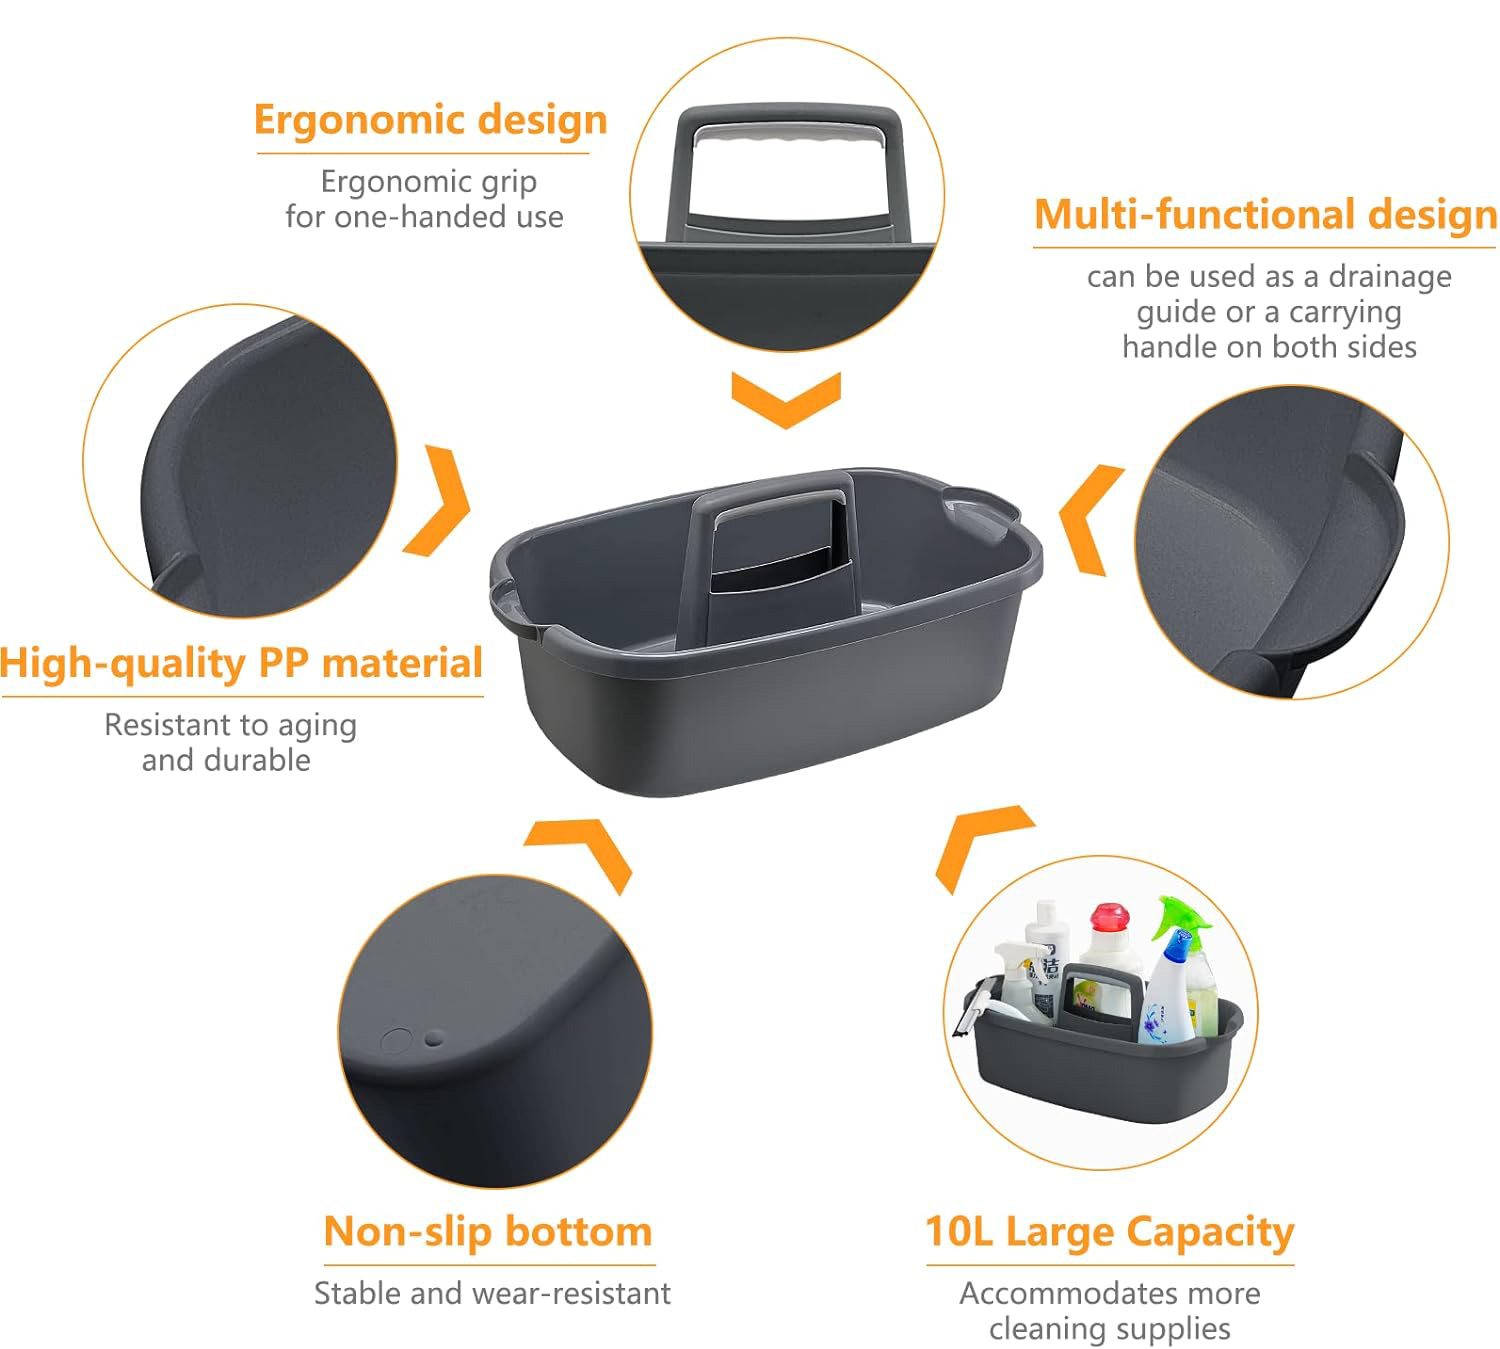 Ergonomic design
Ergonomic grip
for one-handed use
Multi-functional design
can be used as a drainage
guide or a carrying
handle on both sides
High-quality PP material
Resistant to aging
and durable
Non-slip bottom
Stable and wear-resistant
10L Large Capacity
Accommodates more
cleaning supplies